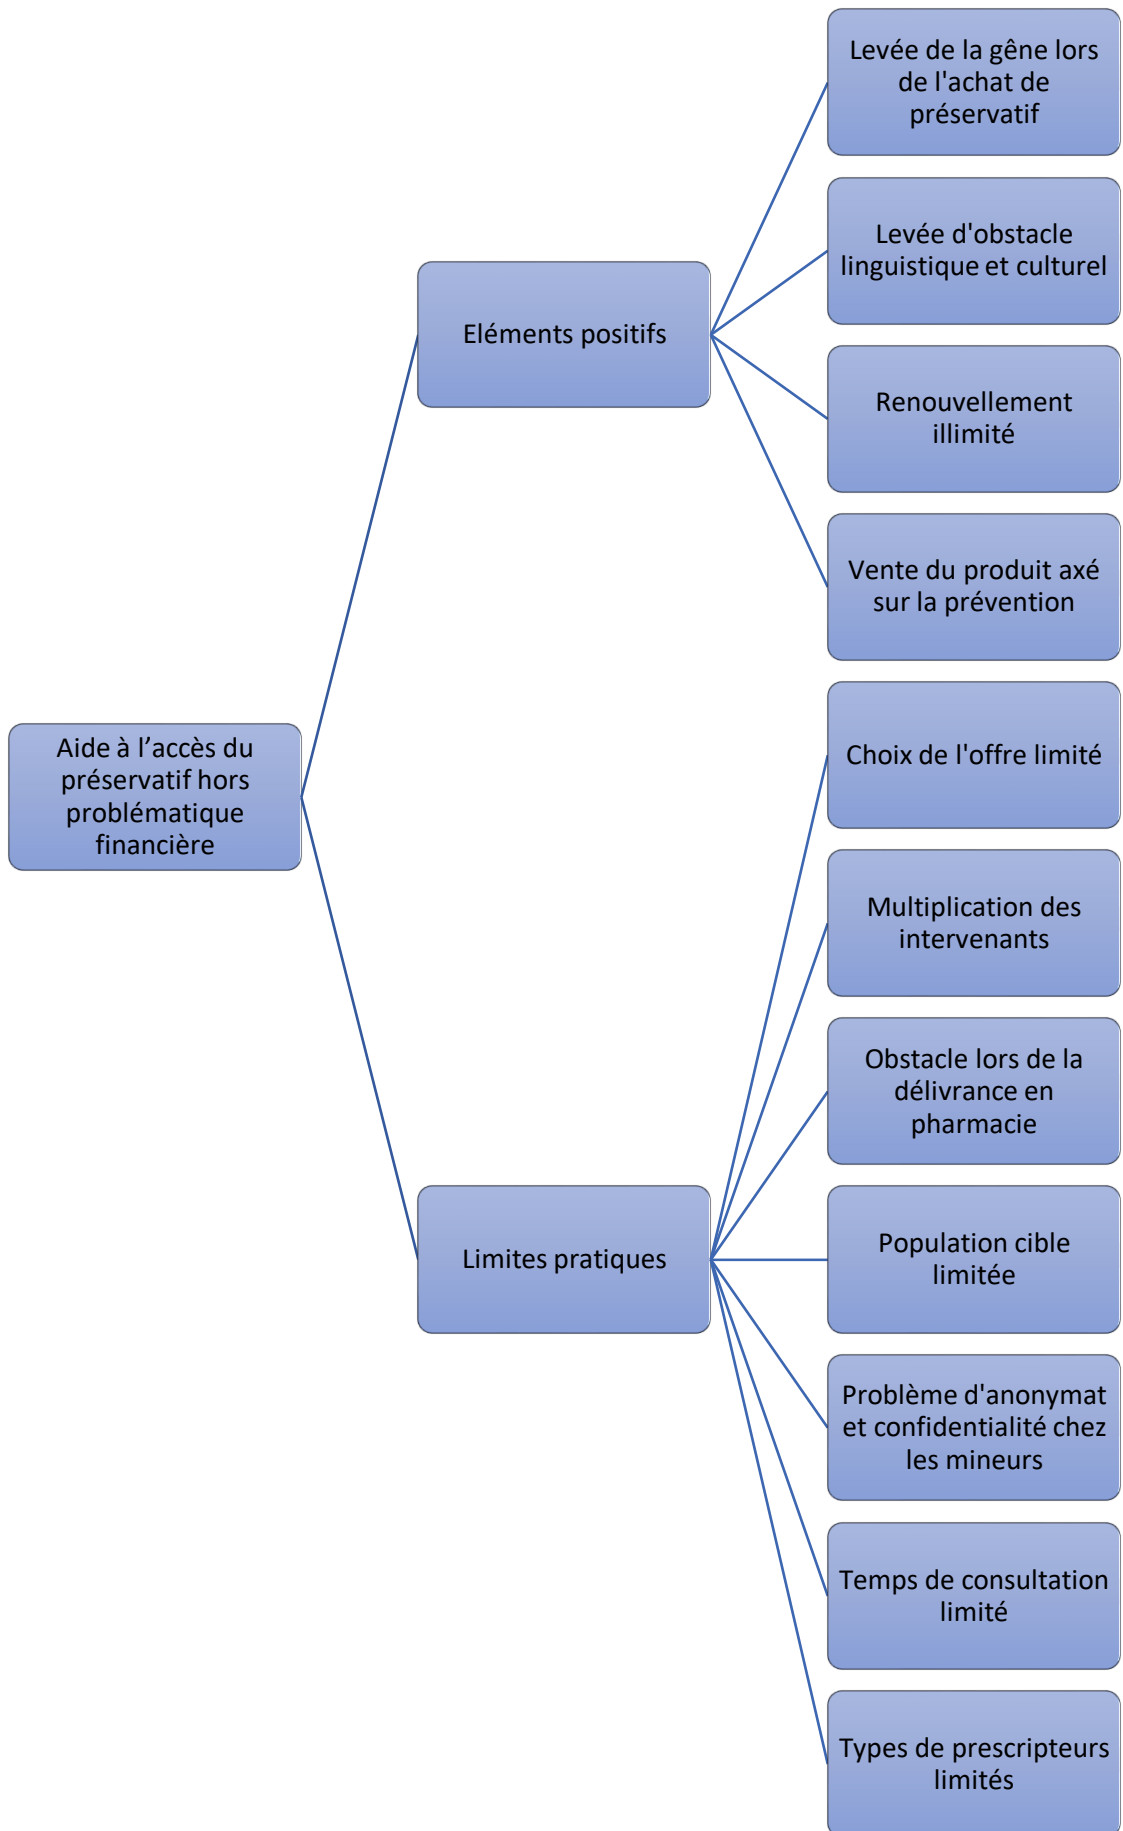 Levée de la gêne lors
de l'achat de
préservatif
Levée d'obstacle
linguistique et culturel
Eléments positifs
Renouvellement
illimité
Vente du produit axé
sur la prévention
Aide à l’accès du
préservatif hors
problématique
financière
Choix de l'offre limité
Multiplication des
intervenants
Obstacle lors de la
délivrance en
pharmacie
Limites pratiques
Population cible
limitée
Problème d'anonymat
et confidentialité chez
les mineurs
Temps de consultation
limité
Types de prescripteurs
limités